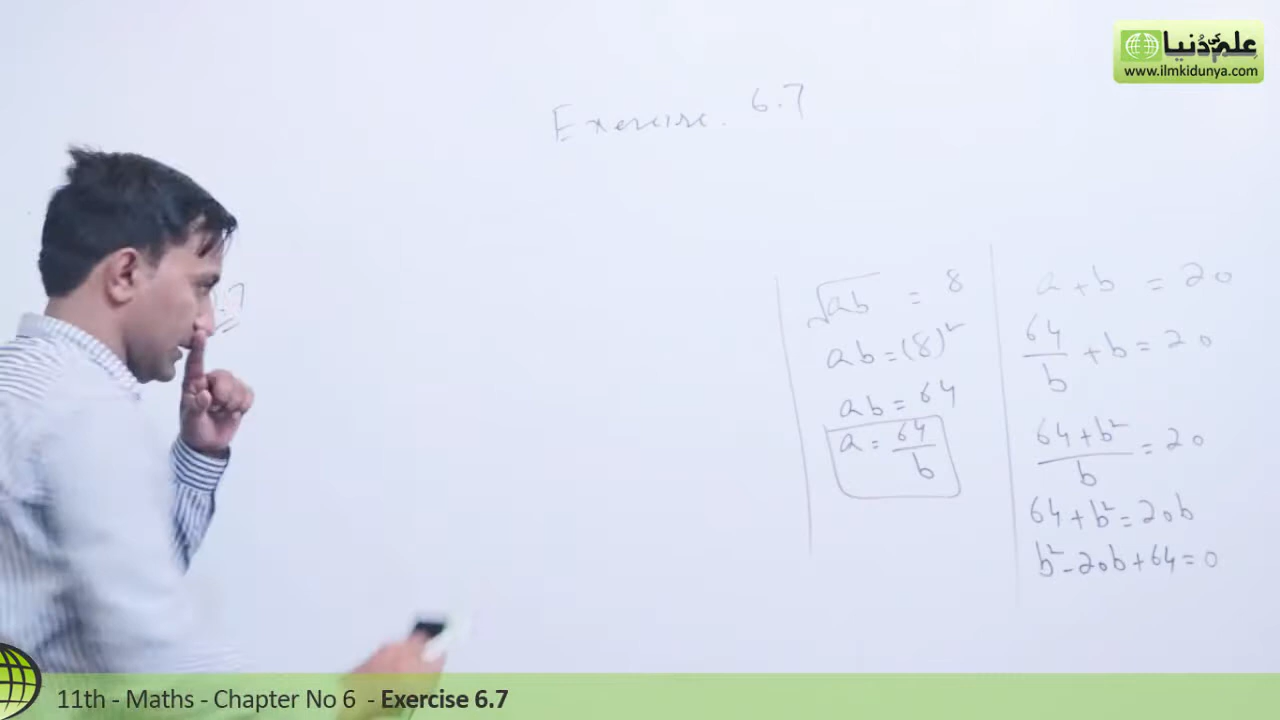 علم کی دُنیا
www.ilmkidunya.com
Exercise. 6.7
√ab = 8
ab = (8)²
ab = 64
a = 64/b
a + b = 20
64/b + b = 20
64 + b²/b = 20
64 + b² = 20b
b² - 20b + 64 = 0
11th - Maths - Chapter No 6 - Exercise 6.7